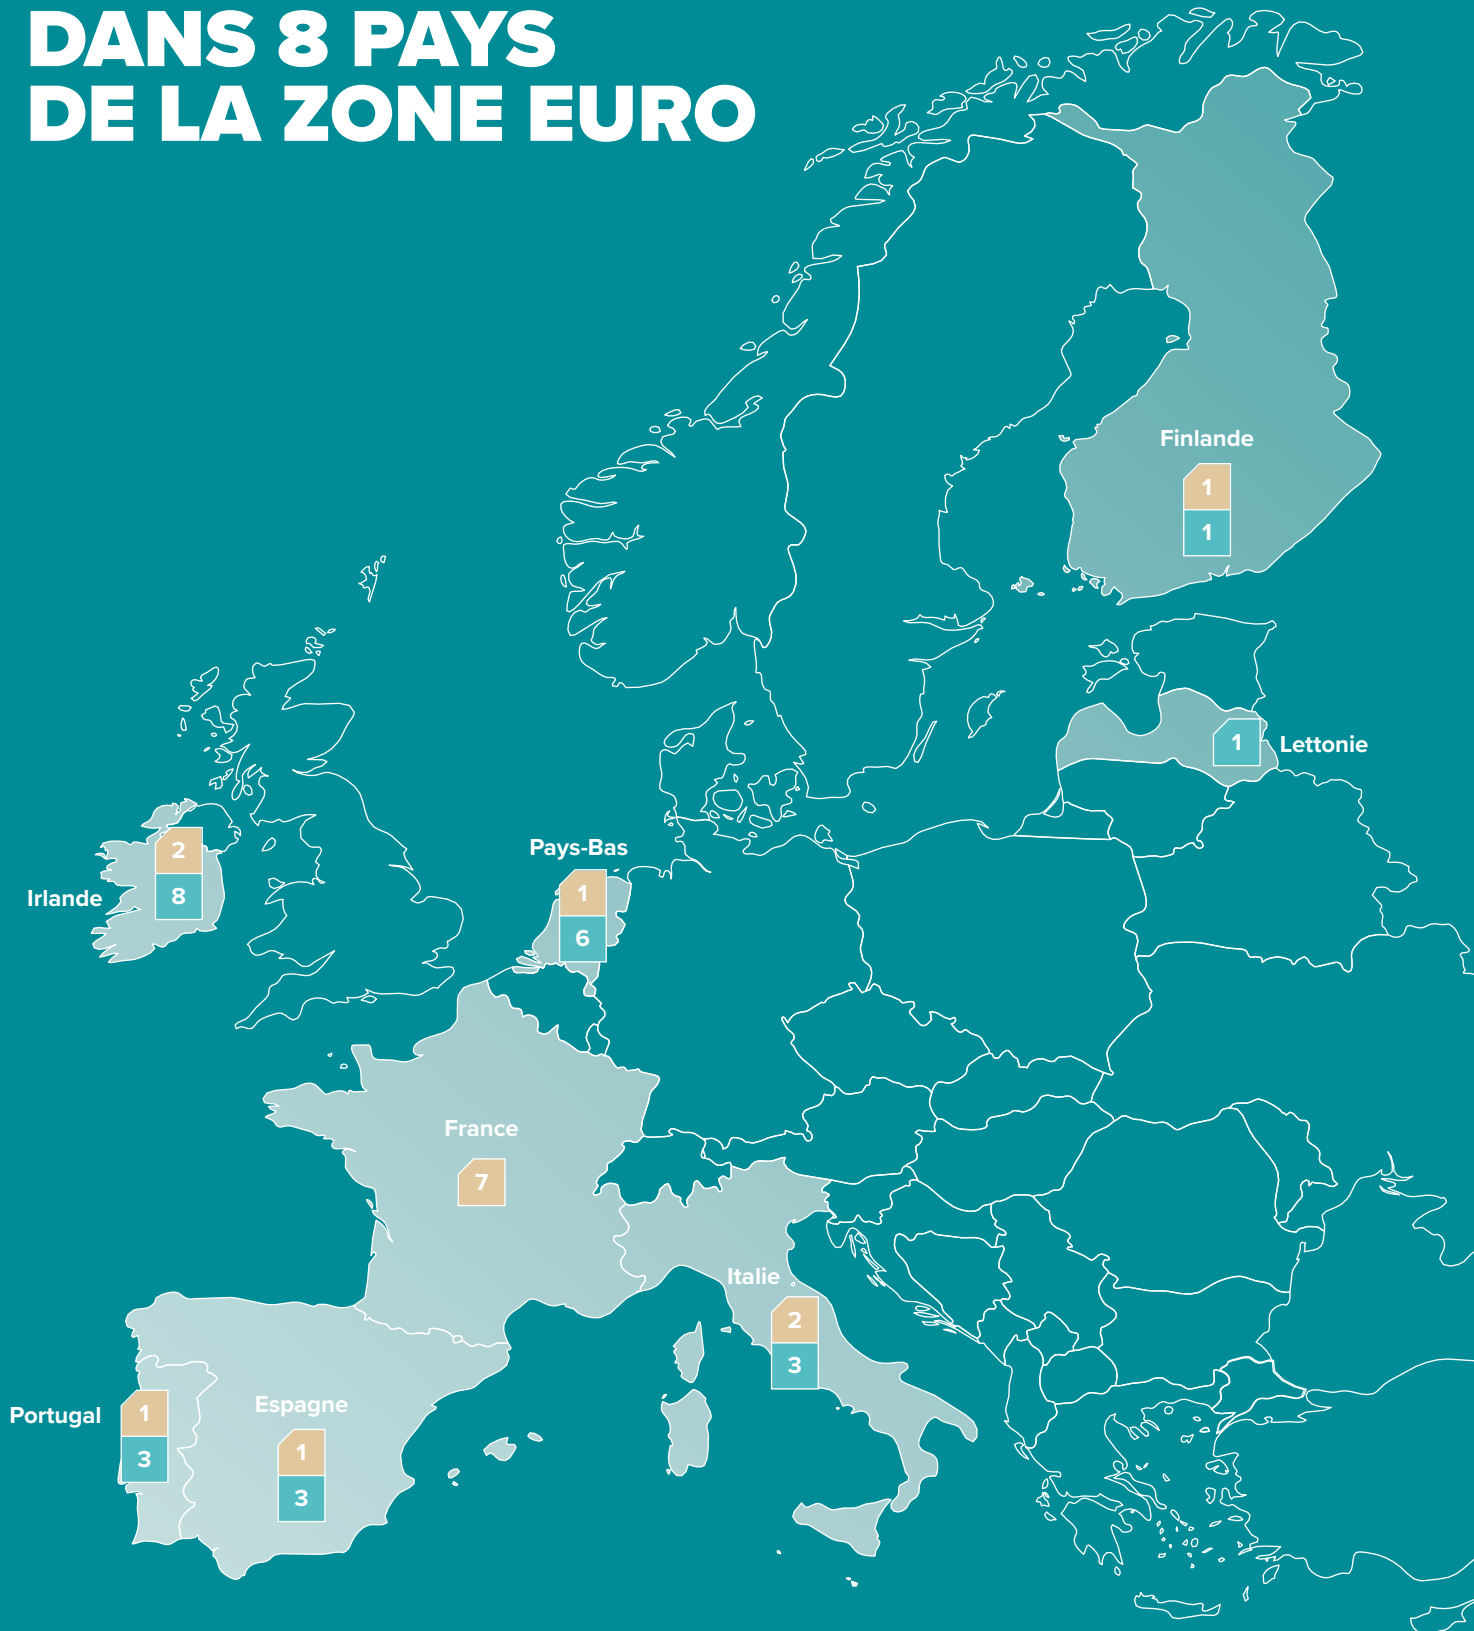 DANS 8 PAYS
DE LA ZONE EURO
Finlande
1
1
1
Lettonie
Pays-Bas
1
6
2
8
Irlande
France
7
Italie
2
3
Portugal
1
3
Espagne
1
3